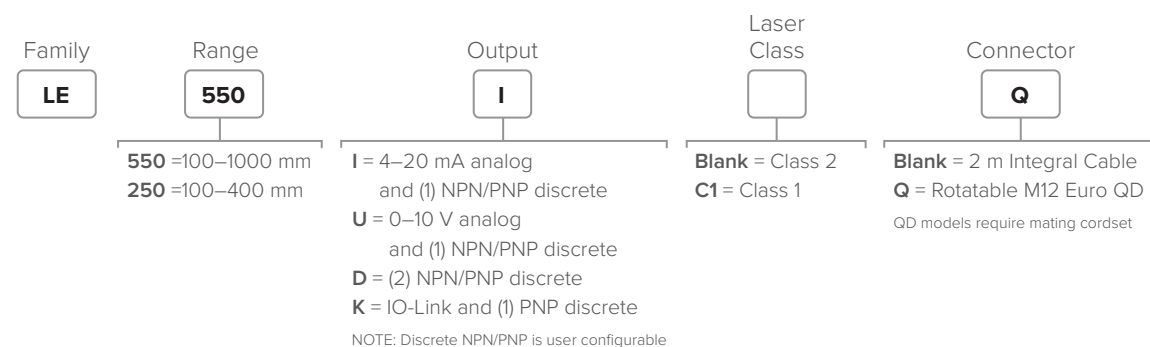 Family
LE
Range
550
550 =100–1000 mm
250 =100–400 mm
Output
I
I = 4–20 mA analog
and (1) NPN/PNP discrete
U = 0–10 V analog
and (1) NPN/PNP discrete
D = (2) NPN/PNP discrete
K = IO-Link and (1) PNP discrete
NOTE: Discrete NPN/PNP is user configurable
Laser
Class
Blank = Class 2
C1 = Class 1
Connector
Q
Blank = 2 m Integral Cable
Q = Rotatable M12 Euro QD
QD models require mating cordset